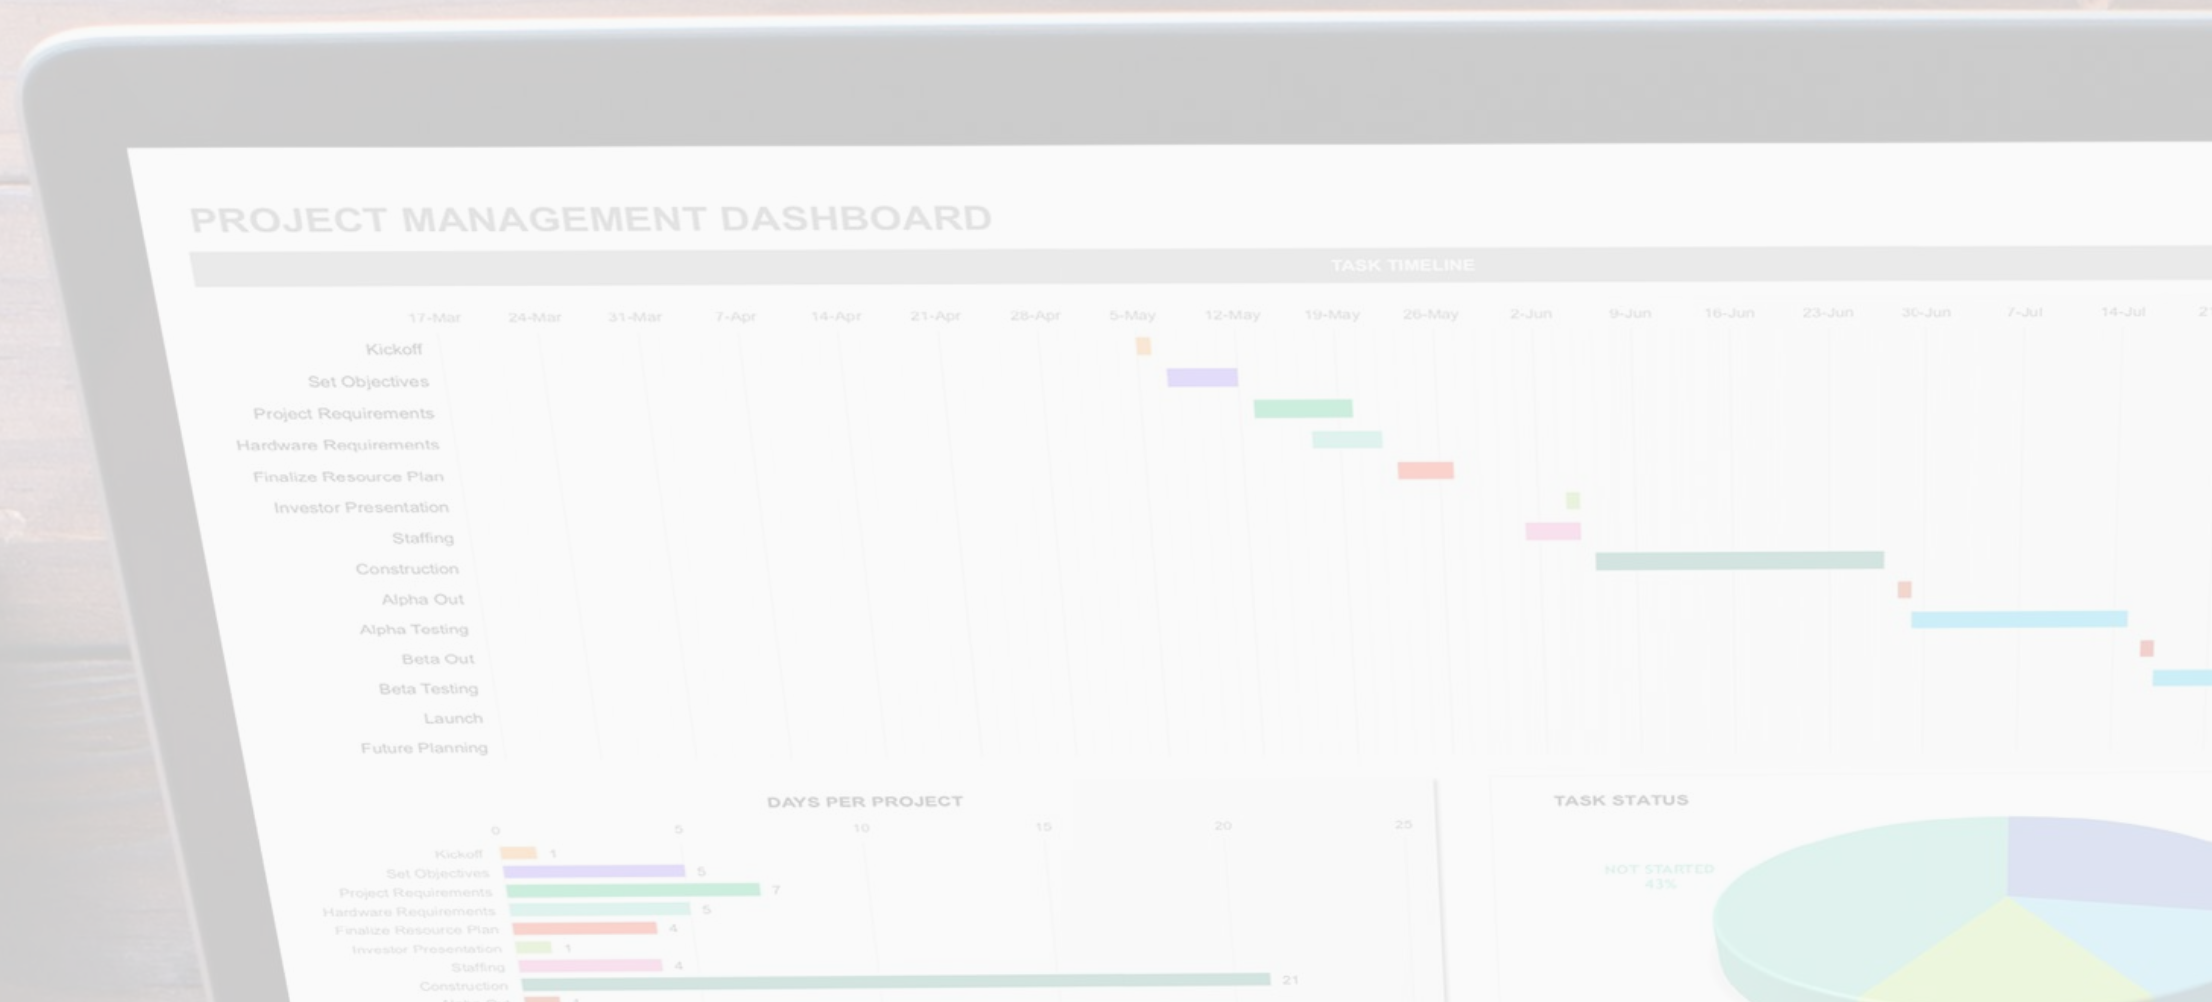 PROJECT MANAGEMENT DASHBOARD
TASK TIMELINE
17-Mar 24-Mar 31-Mar 7-Apr 14-Apr 21-Apr 28-Apr 5-May 12-May 19-May 26-May 2-Jun 9-Jun 16-Jun 23-Jun 30-Jun 7-Jul 14-Jul
Kickoff
Set Objectives
Project Requirements
Hardware Requirements
Finalize Resource Plan
Investor Presentation
Staffing
Construction
Alpha Out
Alpha Testing
Beta Out
Beta Testing
Launch
Future Planning
DAYS PER PROJECT
0 5 10 15 20 25
Kickoff 1
Set Objectives 5
Project Requirements 7
Hardware Requirements 5
Finalize Resource Plan 4
Investor Presentation 1
Staffing 4
Construction 21
TASK STATUS
NOT STARTED
43%